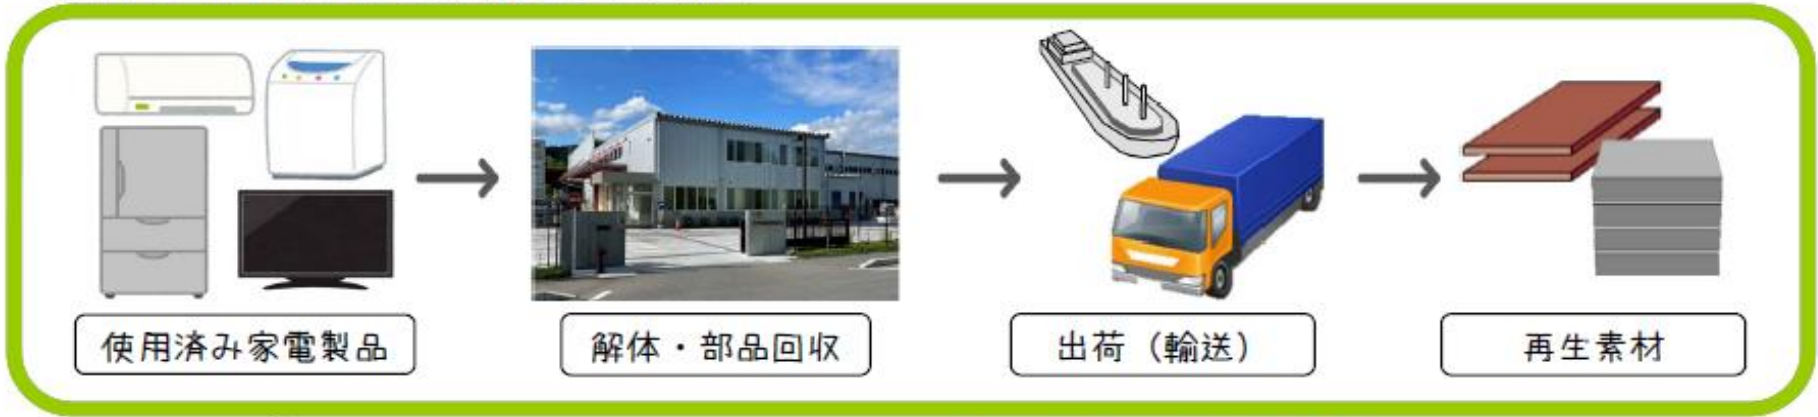 使用済み家電製品
解体・部品回収
出荷（輸送）
再生素材